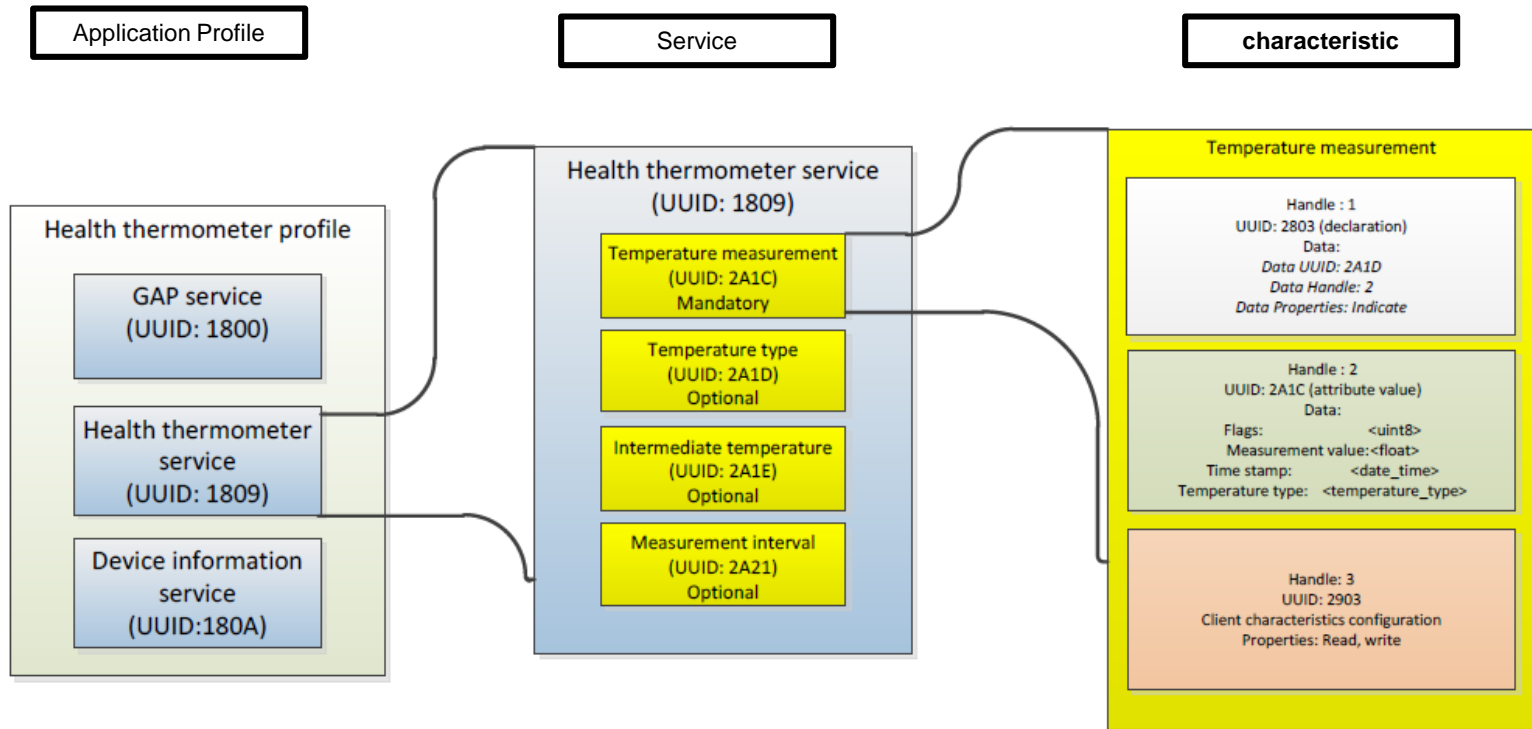 Application Profile
Service
characteristic
Health thermometer profile
GAP service
(UUID: 1800)
Health thermometer
service
(UUID: 1809)
Device information
service
(UUID:180A)
Health thermometer service
(UUID: 1809)
Temperature measurement
(UUID: 2A1C)
Mandatory
Temperature type
(UUID: 2A1D)
Optional
Intermediate temperature
(UUID: 2A1E)
Optional
Measurement interval
(UUID: 2A21)
Optional
Temperature measurement
Handle : 1
UUID: 2803 (declaration)
Data:
Data UUID: 2A1D
Data Handle: 2
Data Properties: Indicate
Handle : 2
UUID: 2A1C (attribute value)
Data:
Flags: <uint8>
Measurement value:<float>
Time stamp: <date_time>
Temperature type: <temperature_type>
Handle: 3
UUID: 2903
Client characteristics configuration
Properties: Read, write